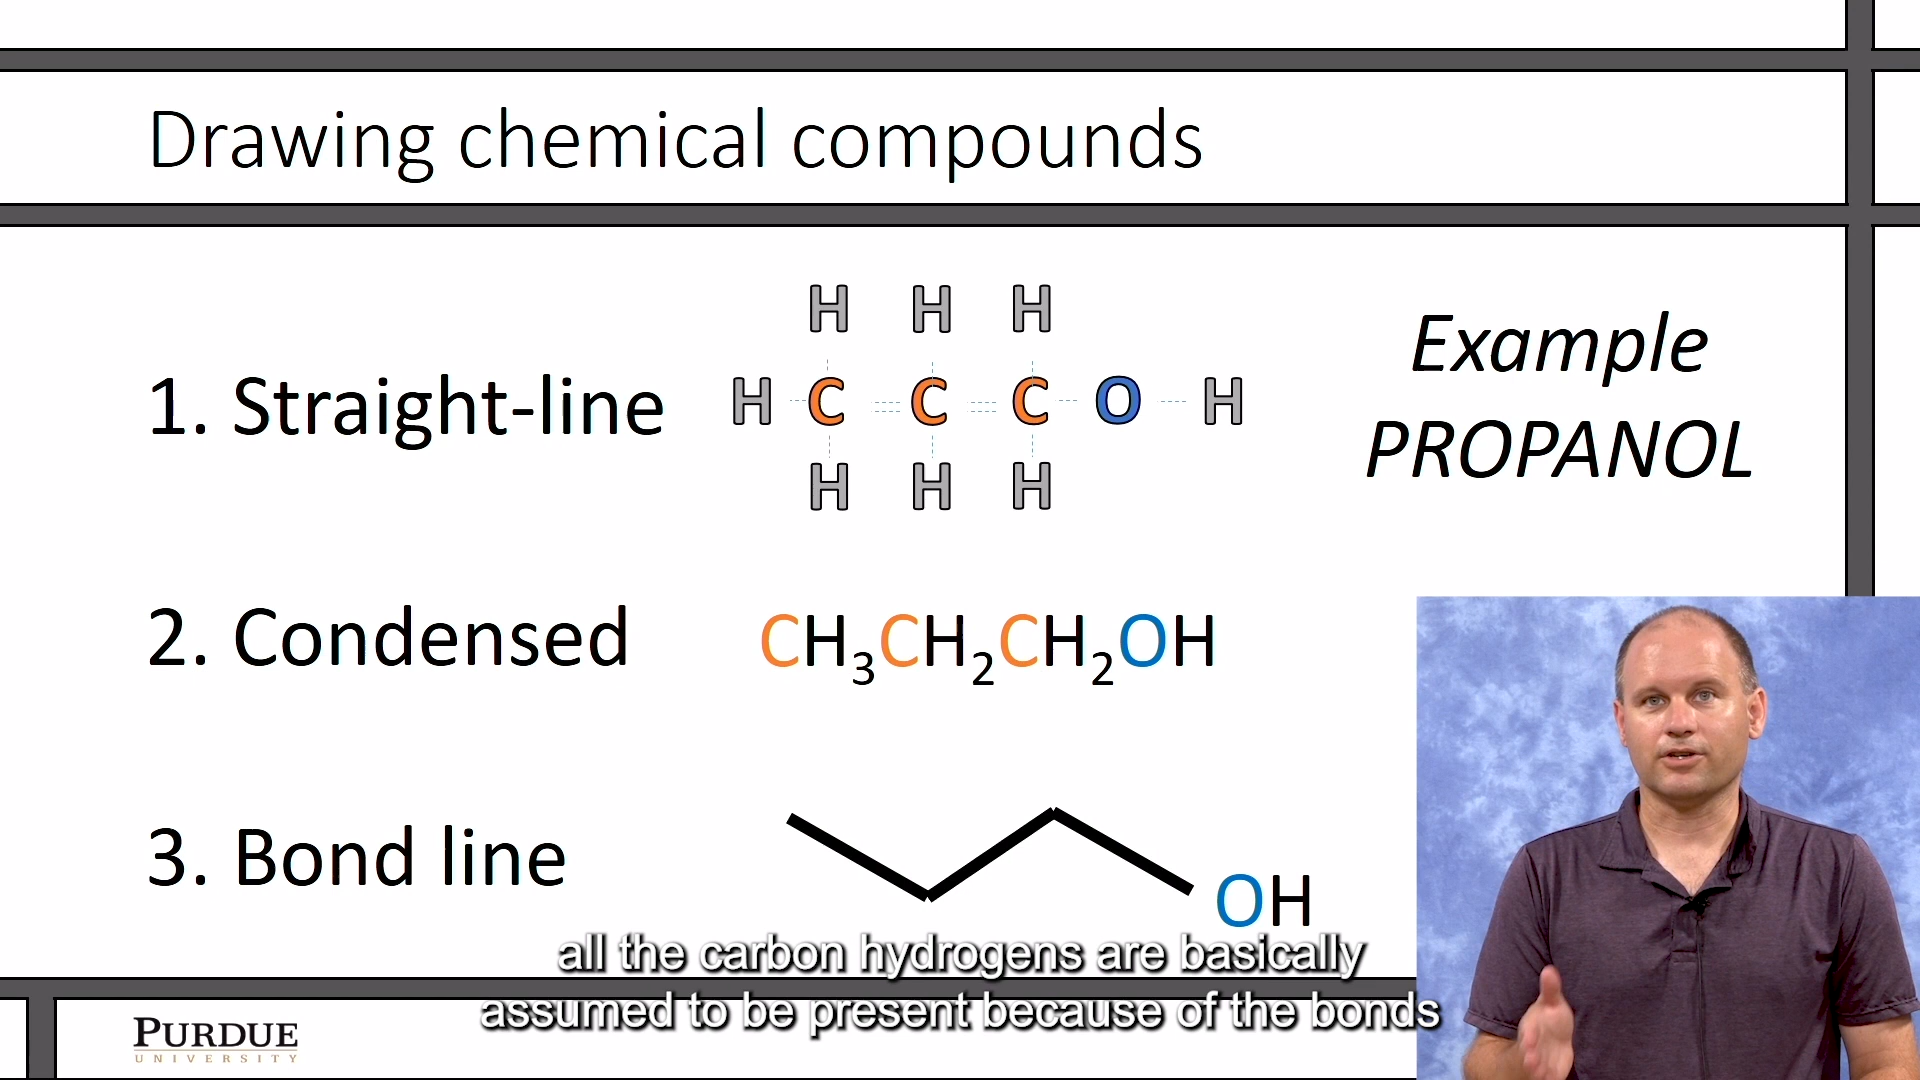 Drawing chemical compounds
H H H
1. Straight-line H C C C O H
H H H
Example
PROPANOL
2. Condensed CH₃CH₂CH₂OH
3. Bond line OH
all the carbon hydrogens are basically
assumed to be present because of the bonds
PURDUE
UNIVERSITY